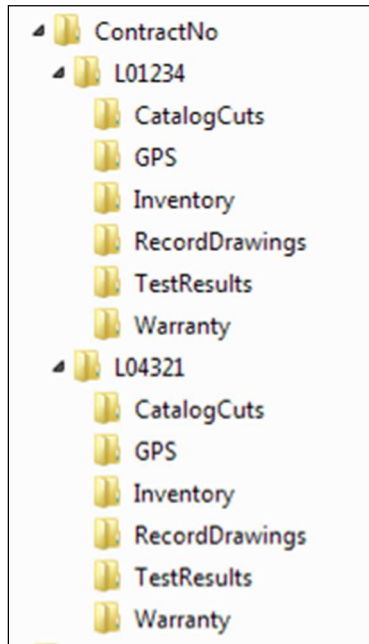 ContractNo
L01234
CatalogCuts
GPS
Inventory
RecordDrawings
TestResults
Warranty
L04321
CatalogCuts
GPS
Inventory
RecordDrawings
TestResults
Warranty